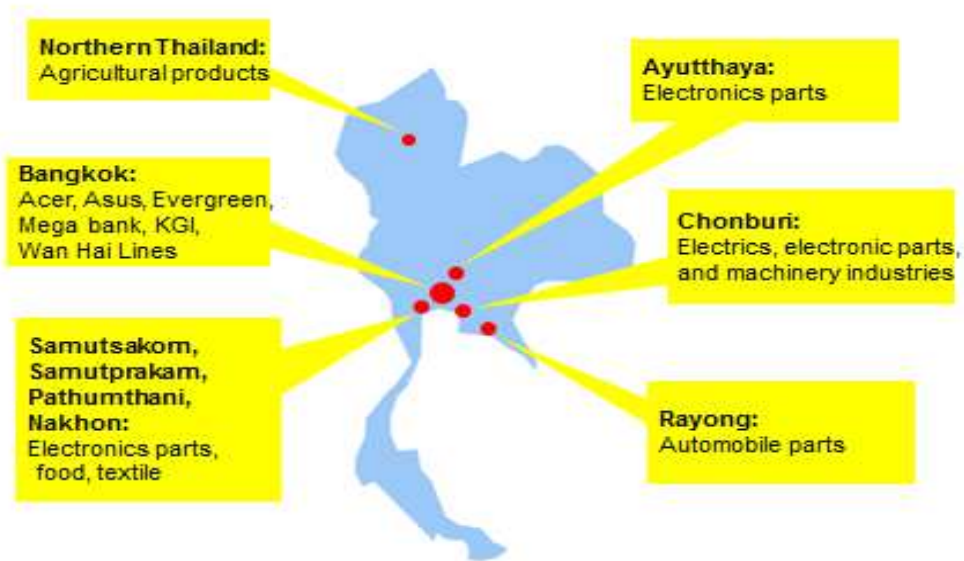 Northern Thailand:
Agricultural products
Ayutthaya:
Electronics parts
Bangkok:
Acer, Asus, Evergreen,
Mega bank, KGI,
Wan Hai Lines
Chonburi:
Electrics, electronic parts,
and machinery industries
Samutsakorn,
Samutprakarn,
Pathumthani,
Nakhon:
Electronics parts,
food, textile
Rayong:
Automobile parts